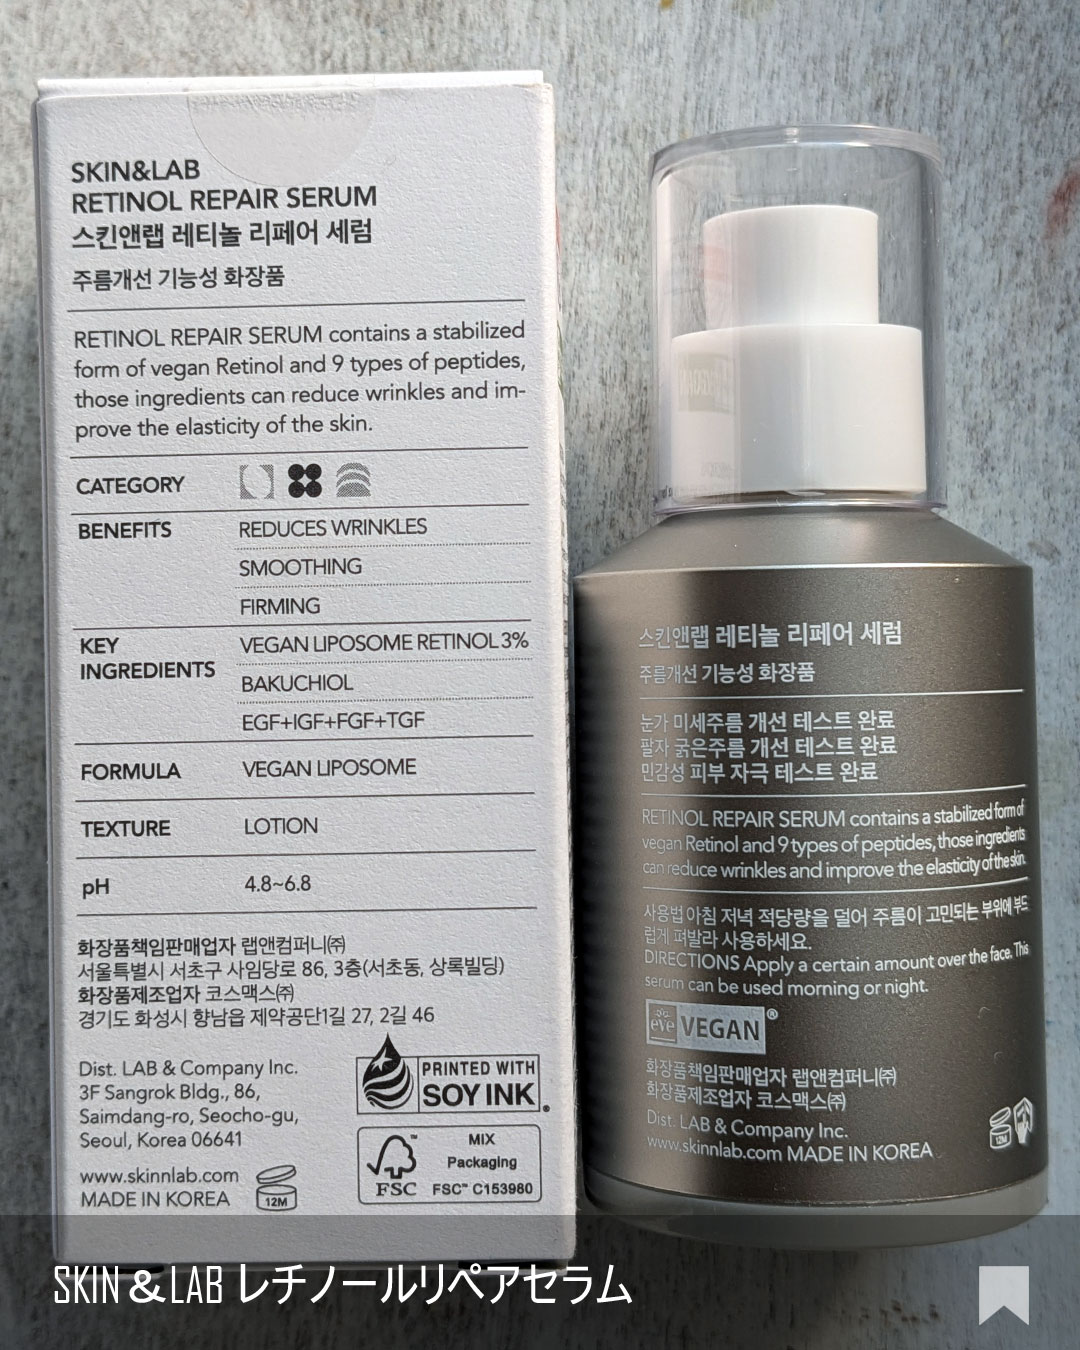 SKIN&LAB
RETINOL REPAIR SERUM
스킨앤랩 레티놀 리페어 세럼
주름개선 기능성 화장품
RETINOL REPAIR SERUM contains a stabilized
form of vegan Retinol and 9 types of peptides,
those ingredients can reduce wrinkles and im-
prove the elasticity of the skin.
CATEGORY
BENEFITS REDUCES WRINKLES
SMOOTHING
FIRMING
KEY INGREDIENTS VEGAN LIPOSOME RETINOL 3%
BAKUCHIOL
EGF+IGF+FGF+TGF
FORMULA VEGAN LIPOSOME
TEXTURE LOTION
pH 4.8~6.8
화장품책임판매업자 랩앤컴퍼니㈜
서울특별시 서초구 사임당로 86, 3층(서초동, 상록빌딩)
화장품제조업자 코스맥스㈜
경기도 화성시 향남읍 제약공단1길 27, 2길 46
Dist. LAB & Company Inc.
3F Sangrok Bldg., 86,
Saimdang-ro, Seocho-gu,
Seoul, Korea 06641
www.skinnlab.com
MADE IN KOREA
12M
PRINTED WITH
SOY INK®
FSC™
MIX
Packaging
FSC™ C153980
스킨앤랩 레티놀 리페어 세럼
주름개선 기능성 화장품
눈가 미세주름 개선 테스트 완료
팔자 굵은주름 개선 테스트 완료
민감성 피부 자극 테스트 완료
RETINOL REPAIR SERUM contains a stabilized form of
vegan Retinol and 9 types of peptides, those ingredients
can reduce wrinkles and improve the elasticity of the skin.
사용법 아침 저녁 적당량을 덜어 주름이 고민되는 부위에 부드
럽게 펴발라 사용하세요.
DIRECTIONS Apply a certain amount over the face. This
serum can be used morning or night.
eve VEGAN®
화장품책임판매업자 랩앤컴퍼니㈜
화장품제조업자 코스맥스㈜
Dist. LAB & Company Inc.
www.skinnlab.com MADE IN KOREA
12M
SKIN＆LAB レチノールリペアセラム